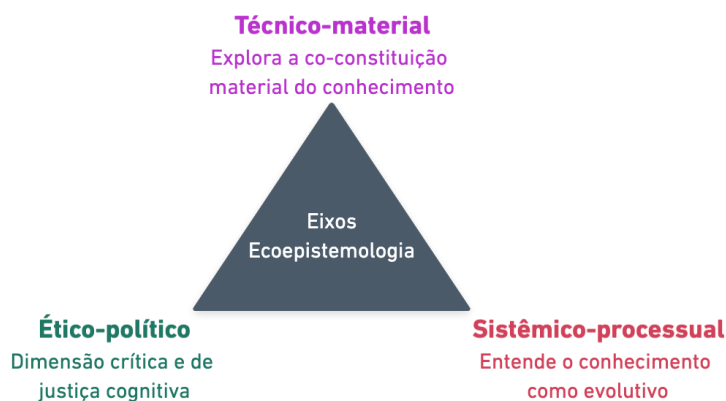 Técnico-material
Explora a co-constituição
material do conhecimento
Eixos
Ecoepistemologia
Ético-político
Dimensão crítica e de
justiça cognitiva
Sistêmico-processual
Entende o conhecimento
como evolutivo